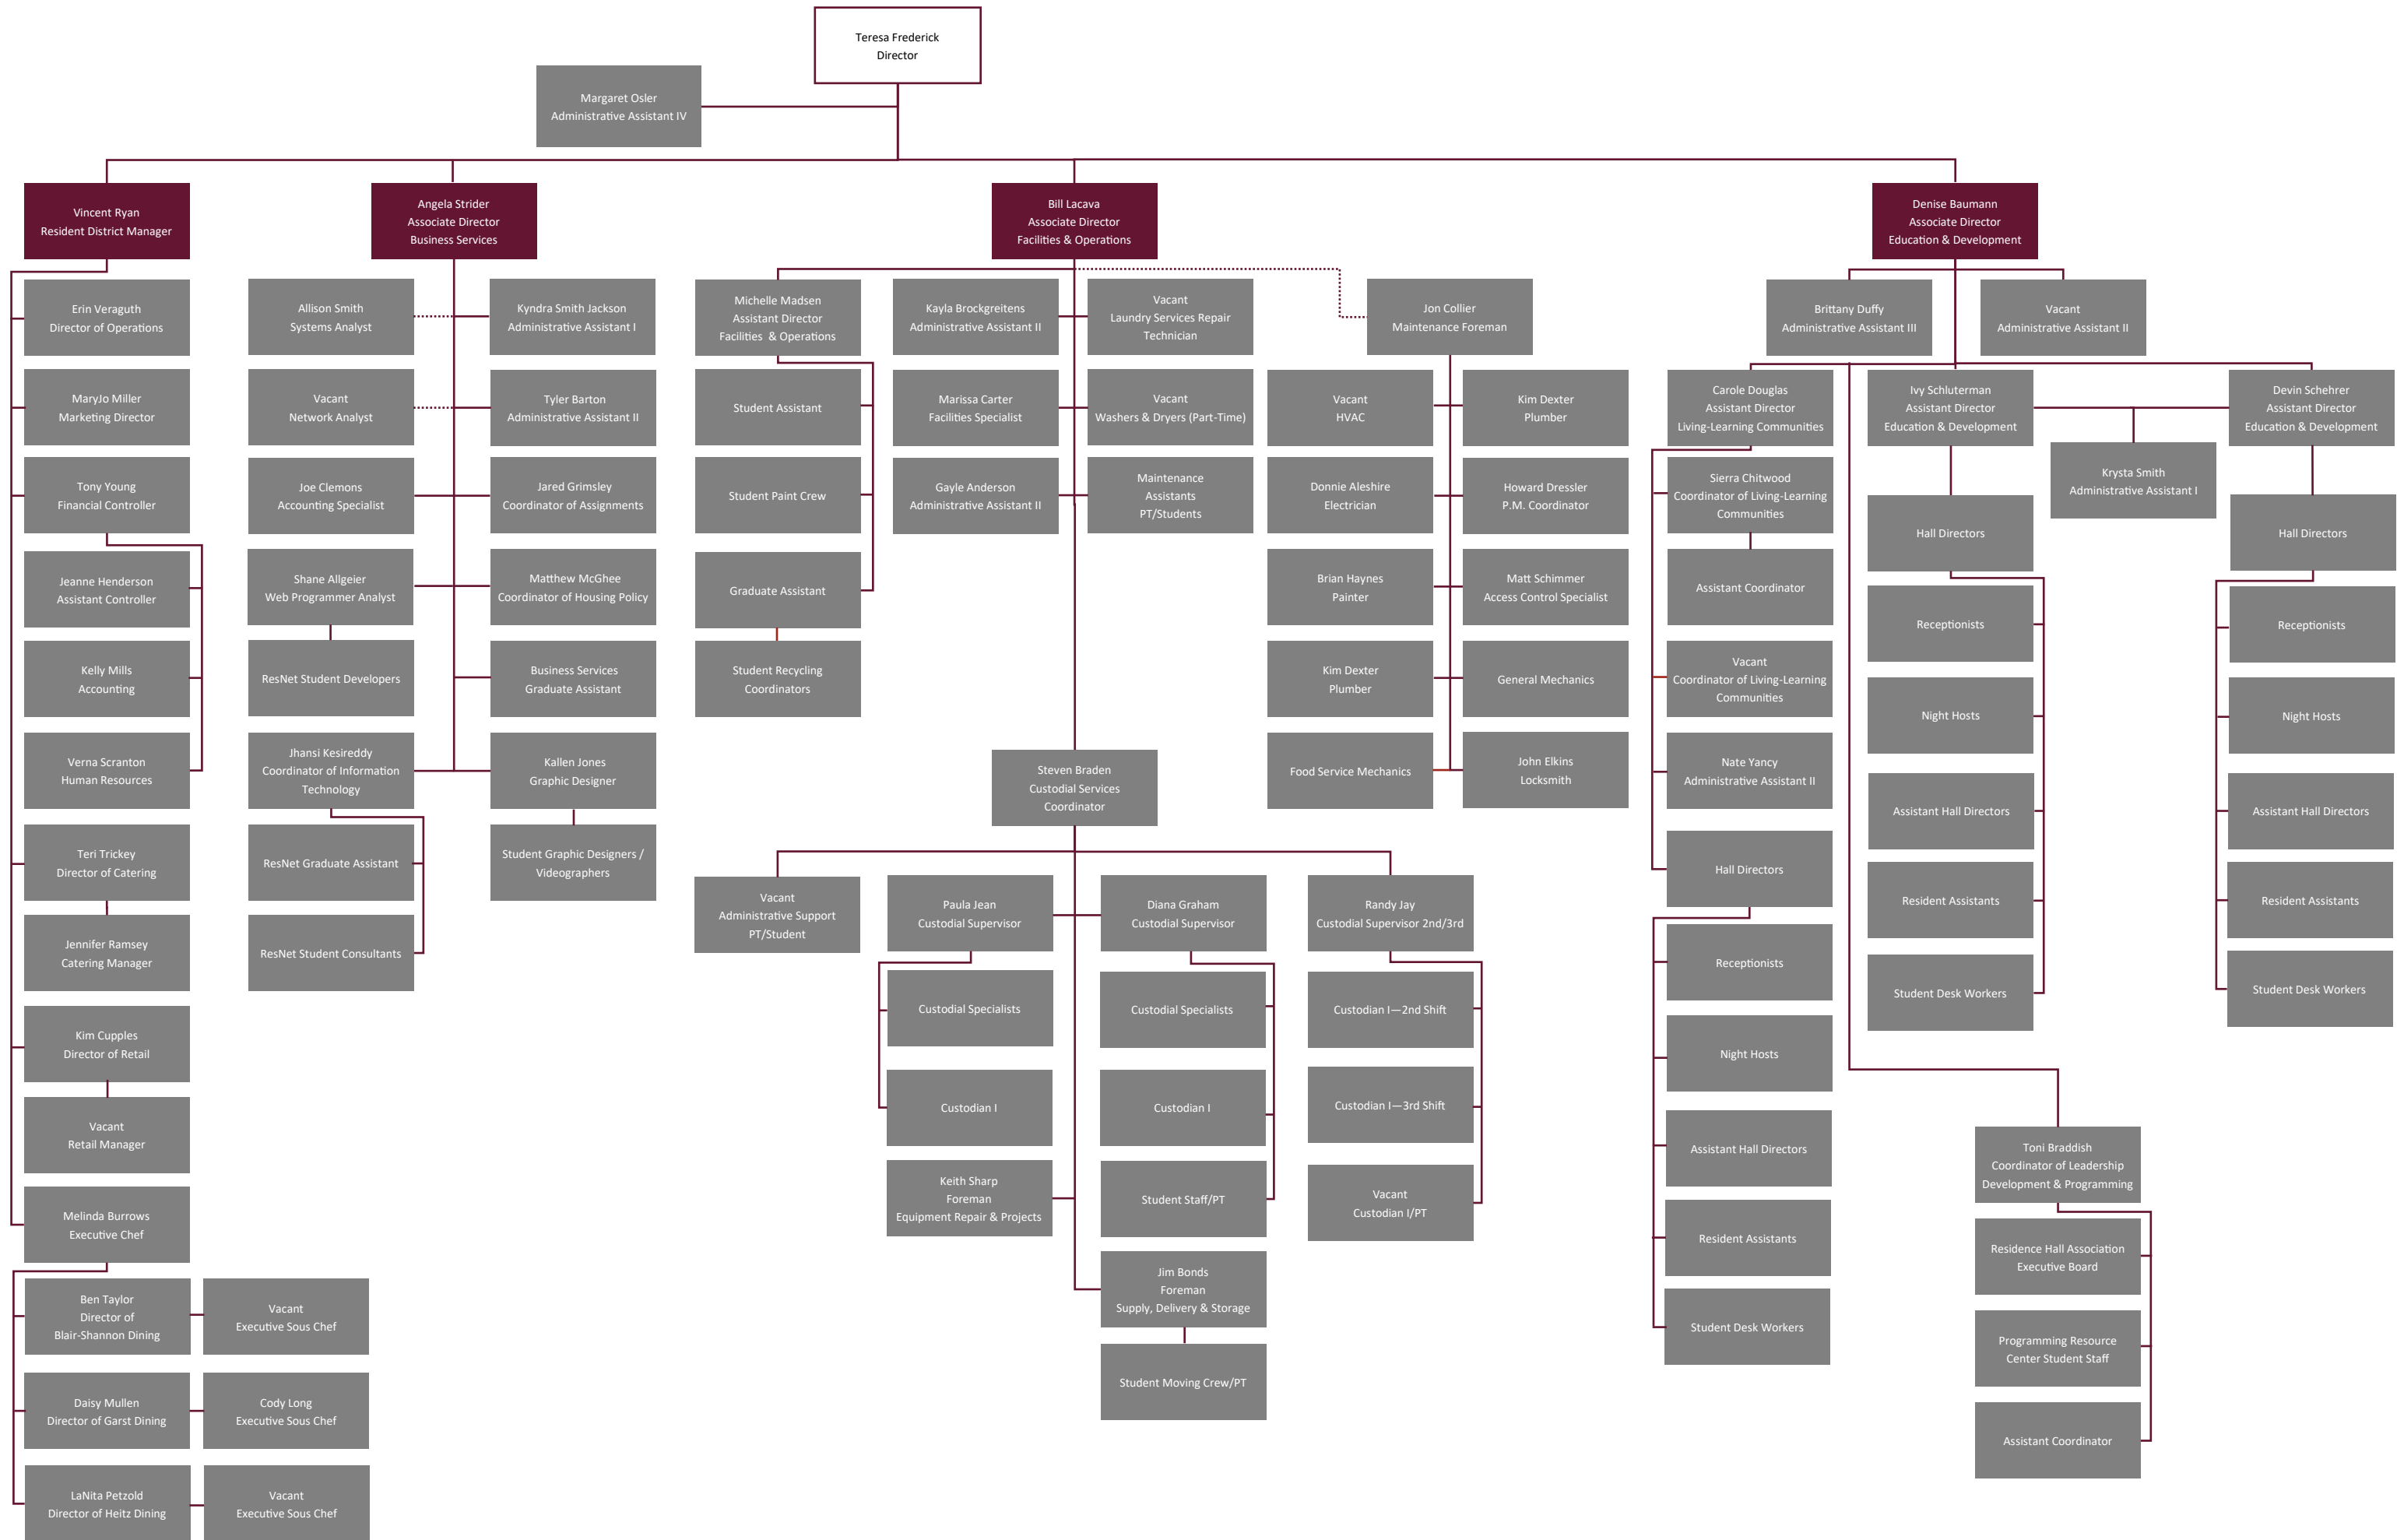 Teresa Frederick
Director
Margaret Osler
Administrative Assistant IV
Vincent Ryan
Resident District Manager
Angela Strider
Associate Director
Business Services
Bill Lacava
Associate Director
Facilities & Operations
Denise Baumann
Associate Director
Education & Development
Erin Veraguth
Director of Operations
MaryJo Miller
Marketing Director
Tony Young
Financial Controller
Jeanne Henderson
Assistant Controller
Kelly Mills
Accounting
Verna Scranton
Human Resources
Teri Trickey
Director of Catering
Jennifer Ramsey
Catering Manager
Kim Cupples
Director of Retail
Vacant
Retail Manager
Melinda Burrows
Executive Chef
Ben Taylor
Director of
Blair-Shannon Dining
Vacant
Executive Sous Chef
Daisy Mullen
Director of Garst Dining
Cody Long
Executive Sous Chef
LaNita Petzold
Director of Heitz Dining
Vacant
Executive Sous Chef
Allison Smith
Systems Analyst
Kyndra Smith Jackson
Administrative Assistant I
Vacant
Network Analyst
Tyler Barton
Administrative Assistant II
Joe Clemons
Accounting Specialist
Jared Grimsley
Coordinator of Assignments
Shane Allgeier
Web Programmer Analyst
Matthew McGhee
Coordinator of Housing Policy
ResNet Student Developers
Business Services
Graduate Assistant
Jhansi Kesireddy
Coordinator of Information
Technology
Kallen Jones
Graphic Designer
ResNet Graduate Assistant
Student Graphic Designers /
Videographers
ResNet Student Consultants
Michelle Madsen
Assistant Director
Facilities  & Operations
Student Assistant
Student Paint Crew
Graduate Assistant
Student Recycling
Coordinators
Kayla Brockgreitens
Administrative Assistant II
Vacant
Laundry Services Repair
Technician
Marissa Carter
Facilities Specialist
Vacant
Washers & Dryers (Part-Time)
Gayle Anderson
Administrative Assistant II
Maintenance
Assistants
PT/Students
Jon Collier
Maintenance Foreman
Vacant
HVAC
Kim Dexter
Plumber
Donnie Aleshire
Electrician
Howard Dressler
P.M. Coordinator
Brian Haynes
Painter
Matt Schimmer
Access Control Specialist
Kim Dexter
Plumber
General Mechanics
Food Service Mechanics
John Elkins
Locksmith
Steven Braden
Custodial Services
Coordinator
Vacant
Administrative Support
PT/Student
Paula Jean
Custodial Supervisor
Diana Graham
Custodial Supervisor
Randy Jay
Custodial Supervisor 2nd/3rd
Custodial Specialists
Custodial Specialists
Custodian I—2nd Shift
Custodian I
Custodian I
Custodian I—3rd Shift
Keith Sharp
Foreman
Equipment Repair & Projects
Student Staff/PT
Vacant
Custodian I/PT
Jim Bonds
Foreman
Supply, Delivery & Storage
Student Moving Crew/PT
Brittany Duffy
Administrative Assistant III
Vacant
Administrative Assistant II
Carole Douglas
Assistant Director
Living-Learning Communities
Ivy Schluterman
Assistant Director
Education & Development
Devin Schehrer
Assistant Director
Education & Development
Krysta Smith
Administrative Assistant I
Sierra Chitwood
Coordinator of Living-Learning
Communities
Assistant Coordinator
Vacant
Coordinator of Living-Learning
Communities
Nate Yancy
Administrative Assistant II
Hall Directors
Receptionists
Night Hosts
Assistant Hall Directors
Resident Assistants
Student Desk Workers
Hall Directors
Receptionists
Night Hosts
Assistant Hall Directors
Resident Assistants
Student Desk Workers
Hall Directors
Receptionists
Night Hosts
Assistant Hall Directors
Resident Assistants
Student Desk Workers
Toni Braddish
Coordinator of Leadership
Development & Programming
Residence Hall Association
Executive Board
Programming Resource
Center Student Staff
Assistant Coordinator